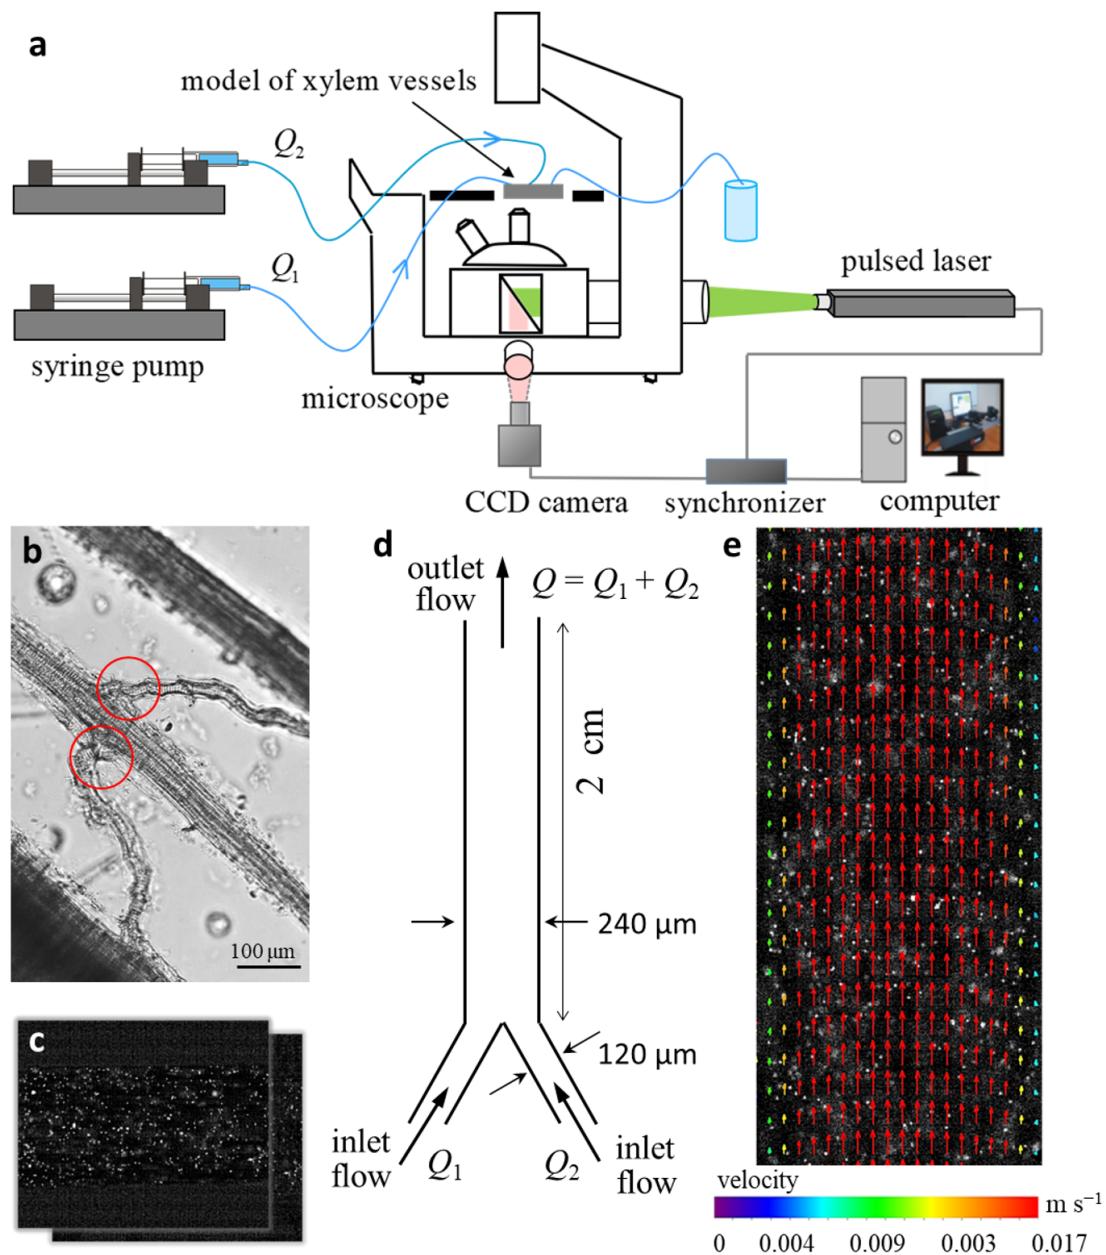 a
model of xylem vessels
Q2
Q1
pulsed laser
syringe pump
microscope
CCD camera
synchronizer
computer
b
100 μm
c
d
outlet
flow
Q = Q1 + Q2
2 cm
240 μm
120 μm
inlet
flow
Q1
Q2
inlet
flow
e
velocity
m s−1
0 0.004 0.009 0.003 0.017